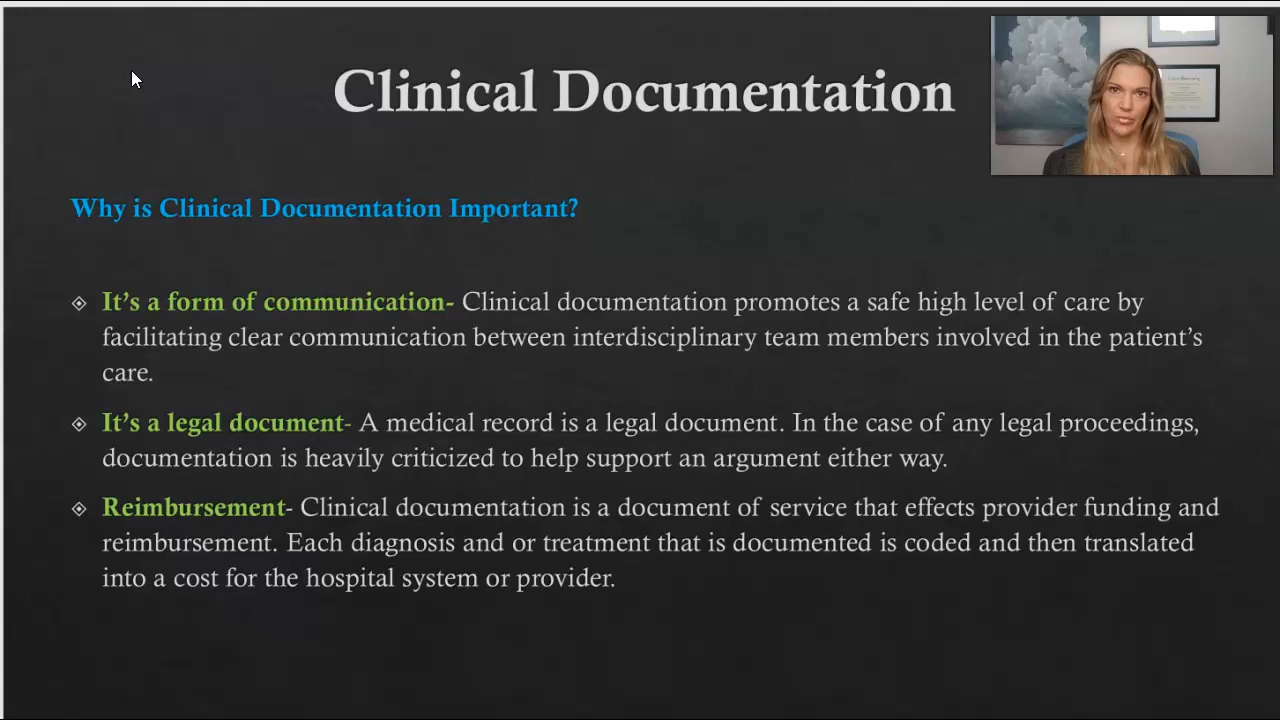 Clinical Documentation
Why is Clinical Documentation Important?
It's a form of communication- Clinical documentation promotes a safe high level of care by
facilitating clear communication between interdisciplinary team members involved in the patient's
care.
It's a legal document- A medical record is a legal document. In the case of any legal proceedings,
documentation is heavily criticized to help support an argument either way.
Reimbursement- Clinical documentation is a document of service that effects provider funding and
reimbursement. Each diagnosis and or treatment that is documented is coded and then translated
into a cost for the hospital system or provider.